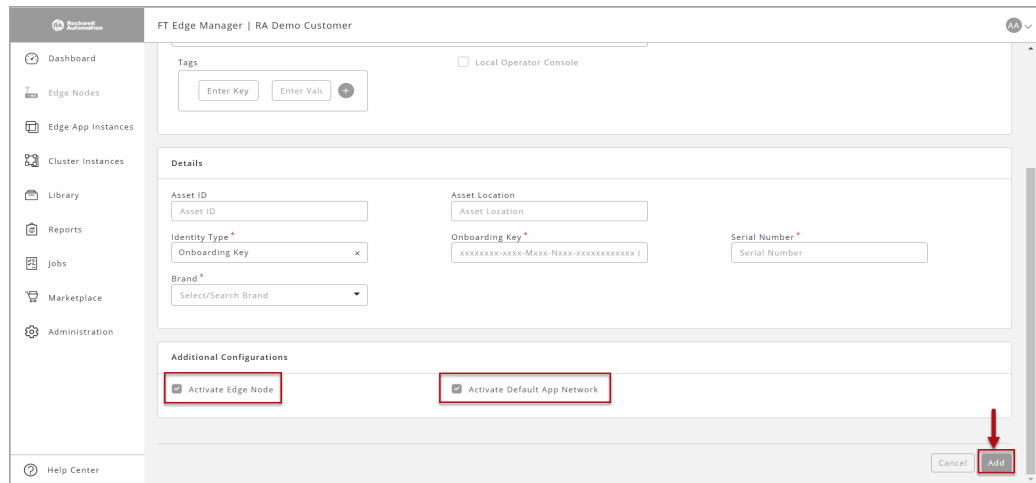 Rockwell Automation
FT Edge Manager | RA Demo Customer
AA
Dashboard
Edge Nodes
Edge App Instances
Cluster Instances
Library
Reports
Jobs
Marketplace
Administration
Help Center
Tags
Local Operator Console
Enter Key
Enter Valu
Details
Asset ID
Asset Location
Asset ID
Asset Location
Identity Type *
Onboarding Key *
Serial Number *
Onboarding Key ×
xxxxxxxx-xxxx-Mxxx-Nxxx-xxxxxxxxxxxx (
Serial Number
Brand *
Select/Search Brand
Additional Configurations
Activate Edge Node
Activate Default App Network
Cancel
Add